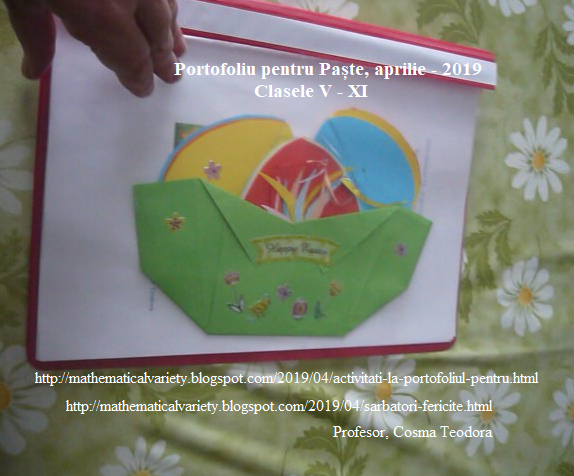 Portofoliu pentru Paște, aprilie - 2019
Clasele V - XI
Happy Easter
http://mathematicalvariety.blogspot.com/2019/04/activitati-la-portofoliul-pentru.html
http://mathematicalvariety.blogspot.com/2019/04/sarbatori-fericite.html
Profesor, Cosma Teodora